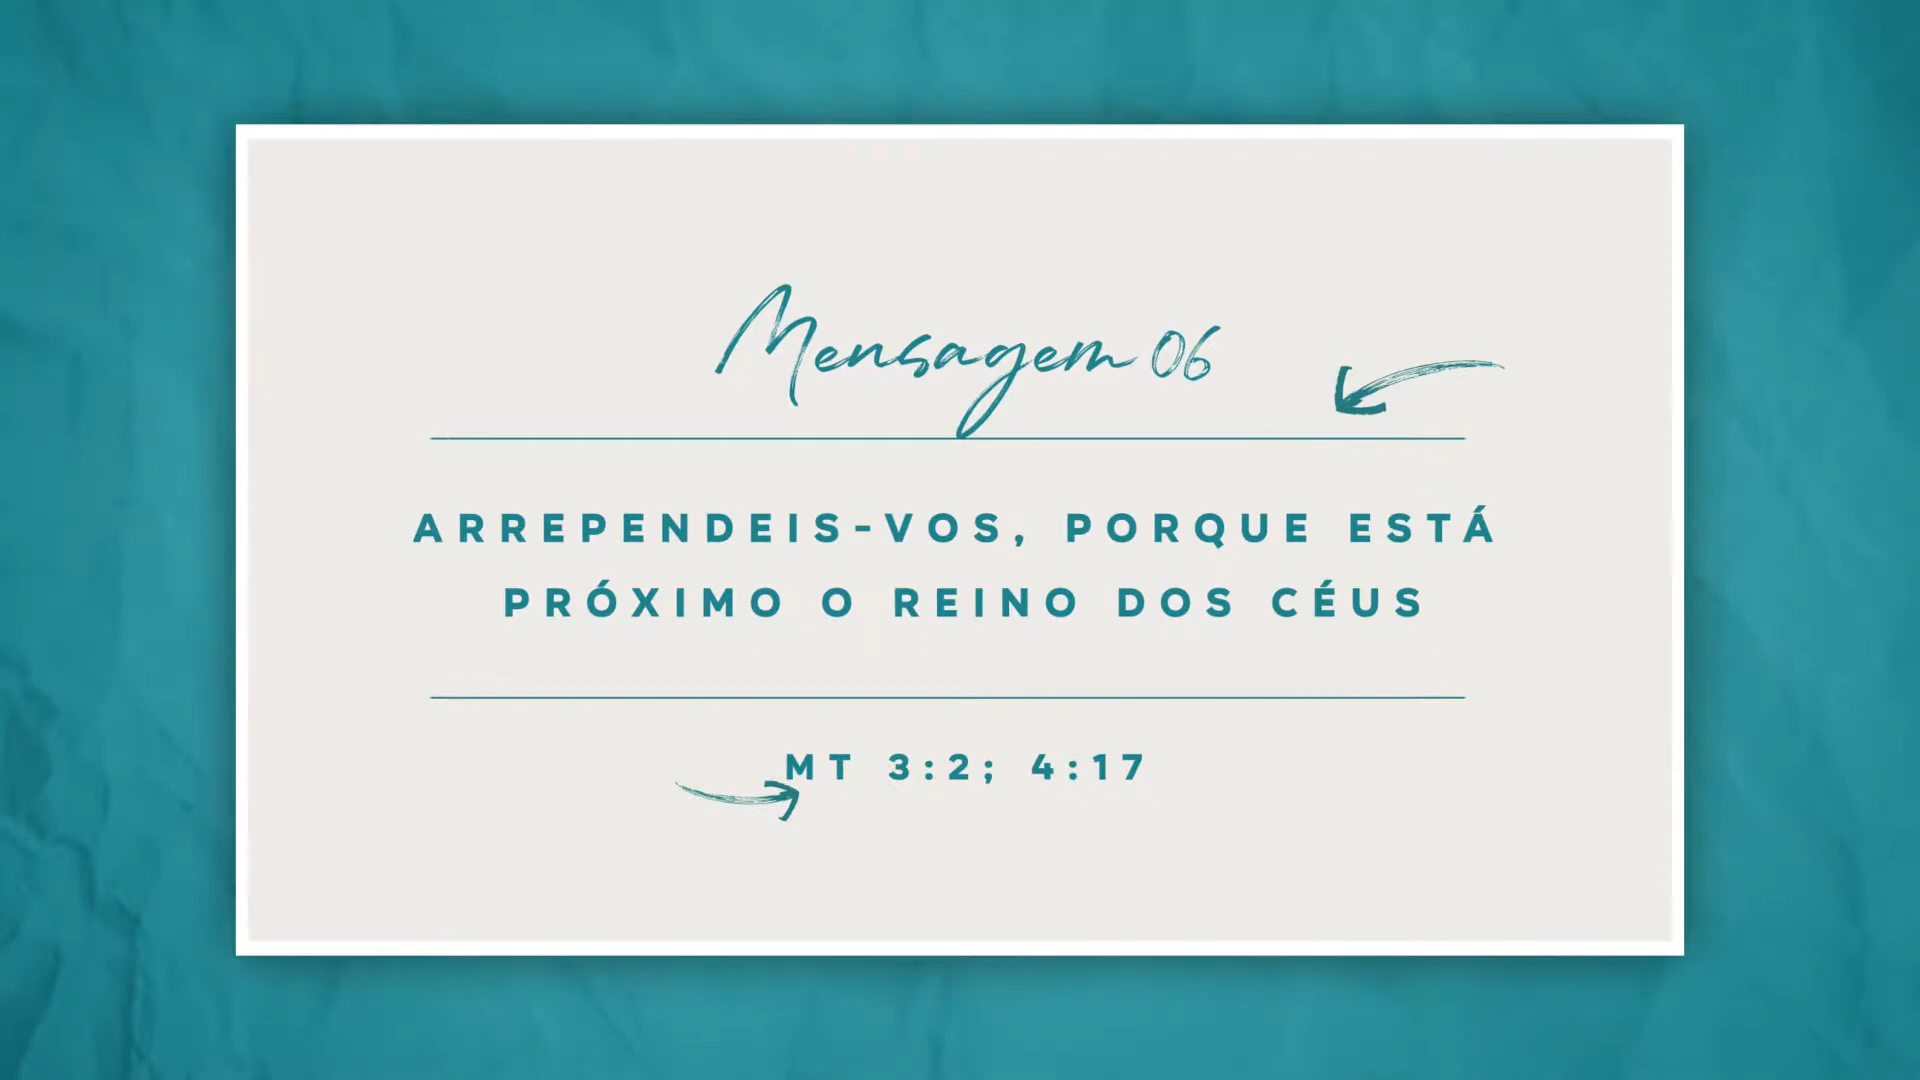 Mensagem 06
ARREPENDEIS-VOS, PORQUE ESTÁ
PRÓXIMO O REINO DOS CÉUS
MT 3:2; 4:17